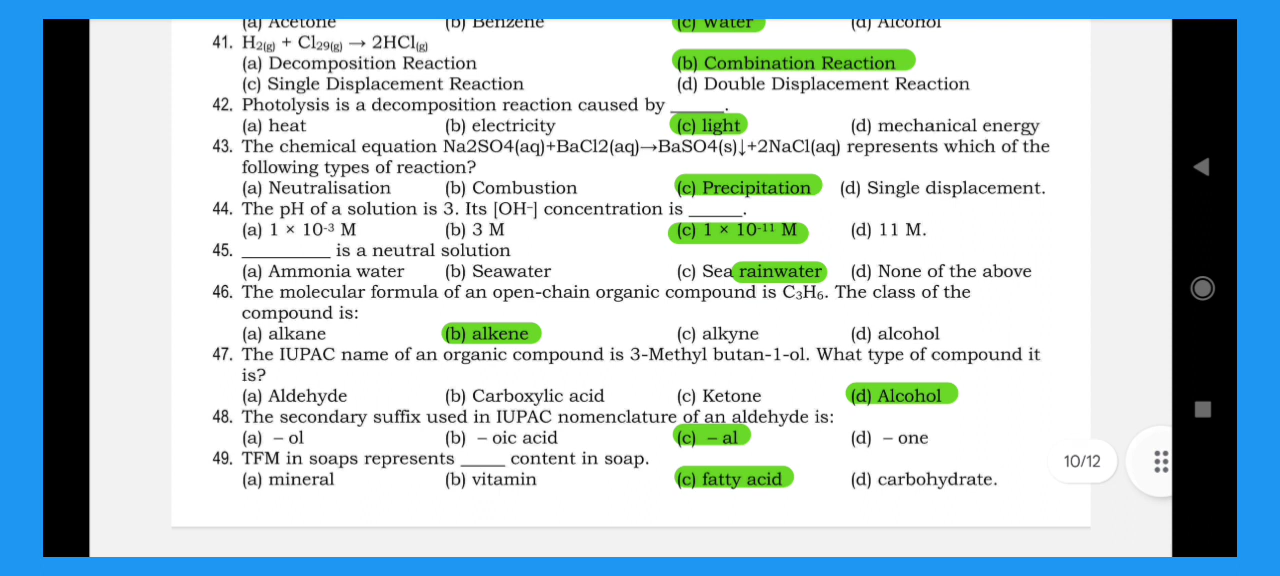 (a) Acetone (b) Benzene (c) Water (d) Alcohol
41. H2(g) + Cl29(g) → 2HCl(g)
(a) Decomposition Reaction (b) Combination Reaction
(c) Single Displacement Reaction (d) Double Displacement Reaction
42. Photolysis is a decomposition reaction caused by ______.
(a) heat (b) electricity (c) light (d) mechanical energy
43. The chemical equation Na2SO4(aq)+BaCl2(aq)→BaSO4(s)↓+2NaCl(aq) represents which of the
following types of reaction?
(a) Neutralisation (b) Combustion (c) Precipitation (d) Single displacement.
44. The pH of a solution is 3. Its [OH-] concentration is ______.
(a) 1 × 10-3 M (b) 3 M (c) 1 × 10-11 M (d) 11 M.
45. _________ is a neutral solution
(a) Ammonia water (b) Seawater (c) Sea rainwater (d) None of the above
46. The molecular formula of an open-chain organic compound is C3H6. The class of the
compound is:
(a) alkane (b) alkene (c) alkyne (d) alcohol
47. The IUPAC name of an organic compound is 3-Methyl butan-1-ol. What type of compound it
is?
(a) Aldehyde (b) Carboxylic acid (c) Ketone (d) Alcohol
48. The secondary suffix used in IUPAC nomenclature of an aldehyde is:
(a) – ol (b) – oic acid (c) – al (d) – one
49. TFM in soaps represents _____ content in soap.
10/12
(a) mineral (b) vitamin (c) fatty acid (d) carbohydrate.